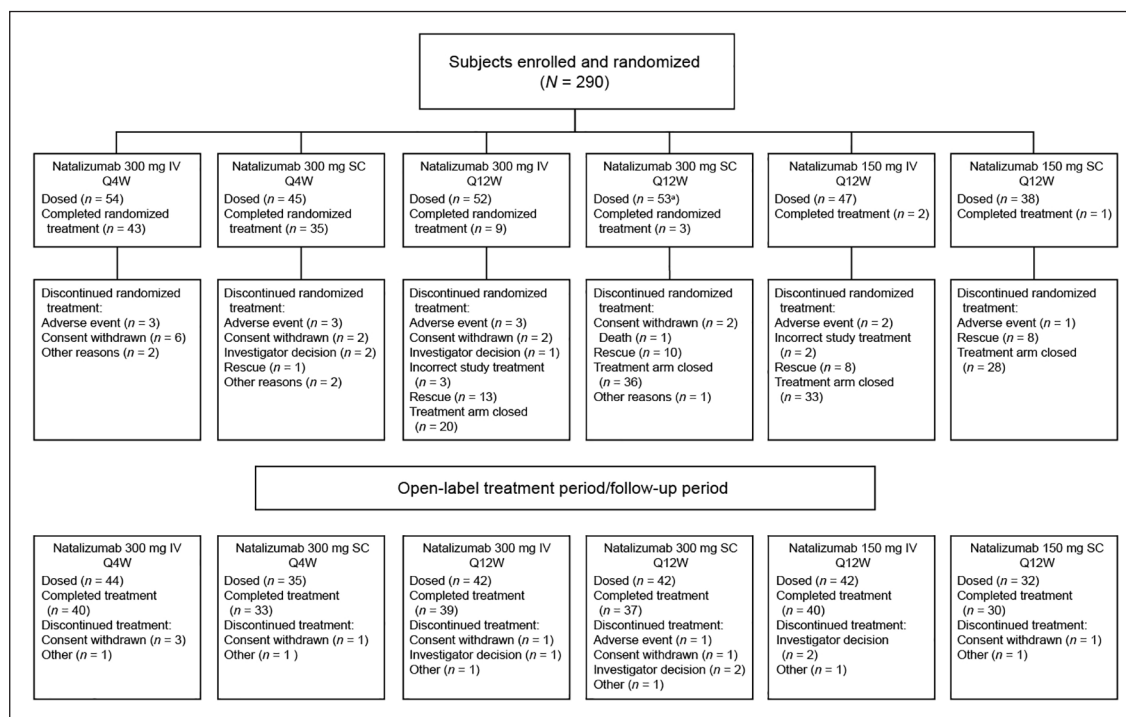 Subjects enrolled and randomized
(N = 290)
Natalizumab 300 mg IV
Q4W
Dosed (n = 54)
Completed randomized
treatment (n = 43)
Natalizumab 300 mg SC
Q4W
Dosed (n = 45)
Completed randomized
treatment (n = 35)
Natalizumab 300 mg IV
Q12W
Dosed (n = 52)
Completed randomized
treatment (n = 9)
Natalizumab 300 mg SC
Q12W
Dosed (n = 53ª)
Completed randomized
treatment (n = 3)
Natalizumab 150 mg IV
Q12W
Dosed (n = 47)
Completed treatment (n = 2)
Natalizumab 150 mg SC
Q12W
Dosed (n = 38)
Completed treatment (n = 1)
Discontinued randomized
treatment:
Adverse event (n = 3)
Consent withdrawn (n = 6)
Other reasons (n = 2)
Discontinued randomized
treatment:
Adverse event (n = 3)
Consent withdrawn (n = 2)
Investigator decision (n = 2)
Rescue (n = 1)
Other reasons (n = 2)
Discontinued randomized
treatment:
Adverse event (n = 3)
Consent withdrawn (n = 2)
Investigator decision (n = 1)
Incorrect study treatment
(n = 3)
Rescue (n = 13)
Treatment arm closed
(n = 20)
Discontinued randomized
treatment:
Consent withdrawn (n = 2)
Death (n = 1)
Rescue (n = 10)
Treatment arm closed
(n = 36)
Other reasons (n = 1)
Discontinued randomized
treatment:
Adverse event (n = 2)
Incorrect study treatment
(n = 2)
Rescue (n = 8)
Treatment arm closed
(n = 33)
Discontinued randomized
treatment:
Adverse event (n = 1)
Rescue (n = 8)
Treatment arm closed
(n = 28)
Open-label treatment period/follow-up period
Natalizumab 300 mg IV
Q4W
Dosed (n = 44)
Completed treatment
(n = 40)
Discontinued treatment:
Consent withdrawn (n = 3)
Other (n = 1)
Natalizumab 300 mg SC
Q4W
Dosed (n = 35)
Completed treatment
(n = 33)
Discontinued treatment:
Consent withdrawn (n = 1)
Other (n = 1 )
Natalizumab 300 mg IV
Q12W
Dosed (n = 42)
Completed treatment
(n = 39)
Discontinued treatment:
Consent withdrawn (n = 1)
Investigator decision (n = 1)
Other (n = 1)
Natalizumab 300 mg SC
Q12W
Dosed (n = 42)
Completed treatment
(n = 37)
Discontinued treatment:
Adverse event (n = 1)
Consent withdrawn (n = 1)
Investigator decision (n = 2)
Other (n = 1)
Natalizumab 150 mg IV
Q12W
Dosed (n = 42)
Completed treatment
(n = 40)
Discontinued treatment:
Investigator decision
(n = 2)
Other (n = 1)
Natalizumab 150 mg SC
Q12W
Dosed (n = 32)
Completed treatment
(n = 30)
Discontinued treatment:
Consent withdrawn (n = 1)
Other (n = 1)